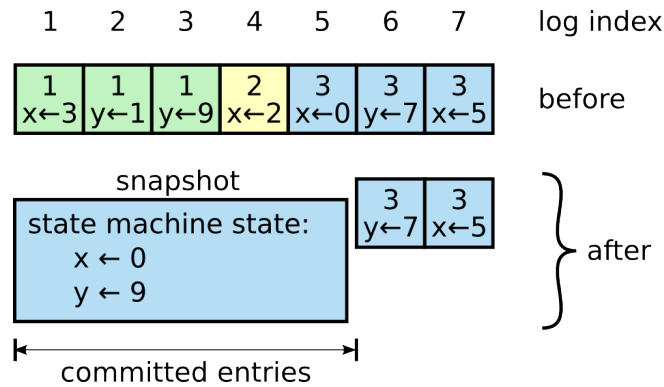 1 2 3 4 5 6 7 log index
1 1 1 2 3 3 3
x←3 y←1 y←9 x←2 x←0 y←7 x←5
before
snapshot
3 3
y←7 x←5
state machine state:
x ← 0
y ← 9
after
committed entries